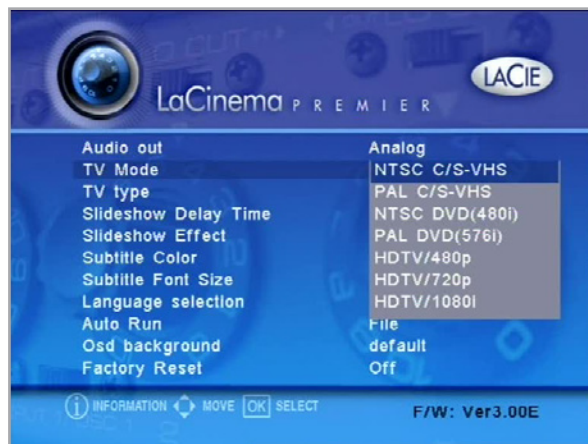 LACIE
LaCinema PREMIER
Audio out Analog
TV Mode NTSC C/S-VHS
TV type PAL C/S-VHS
Slideshow Delay Time NTSC DVD(480i)
Slideshow Effect PAL DVD(576i)
Subtitle Color HDTV/480p
Subtitle Font Size HDTV/720p
Language selection HDTV/1080I
Auto Run File
Osd background default
Factory Reset Off
i INFORMATION MOVE OK SELECT
F/W: Ver3.00E